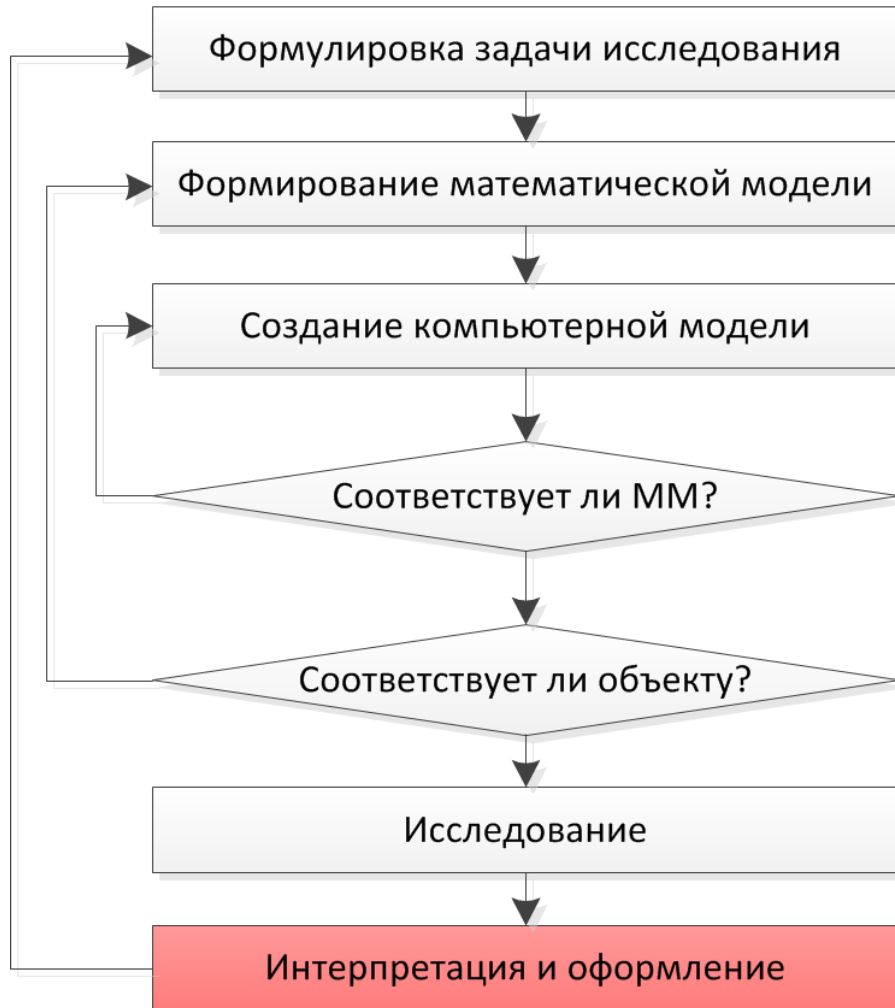 Формулировка задачи исследования
Формирование математической модели
Создание компьютерной модели
Соответствует ли ММ?
Соответствует ли объекту?
Исследование
Интерпретация и оформление